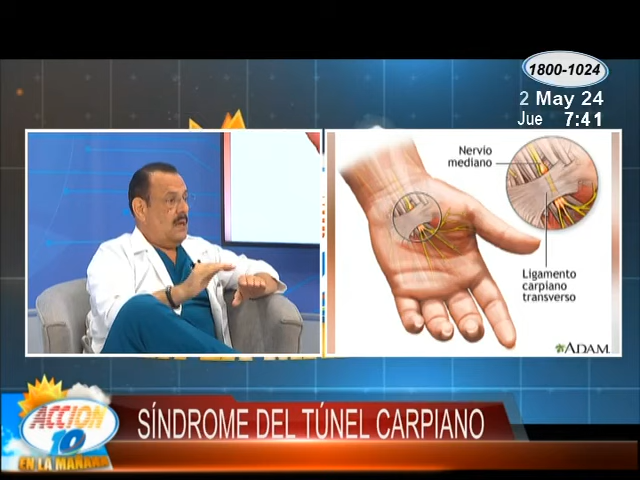 1800-1024
2 May 24
Jue 7:41
Nervio
mediano
Ligamento
carpiano
transverso
ADAM.
SÍNDROME DEL TÚNEL CARPIANO
ACCION
10
EN LA MAÑANA